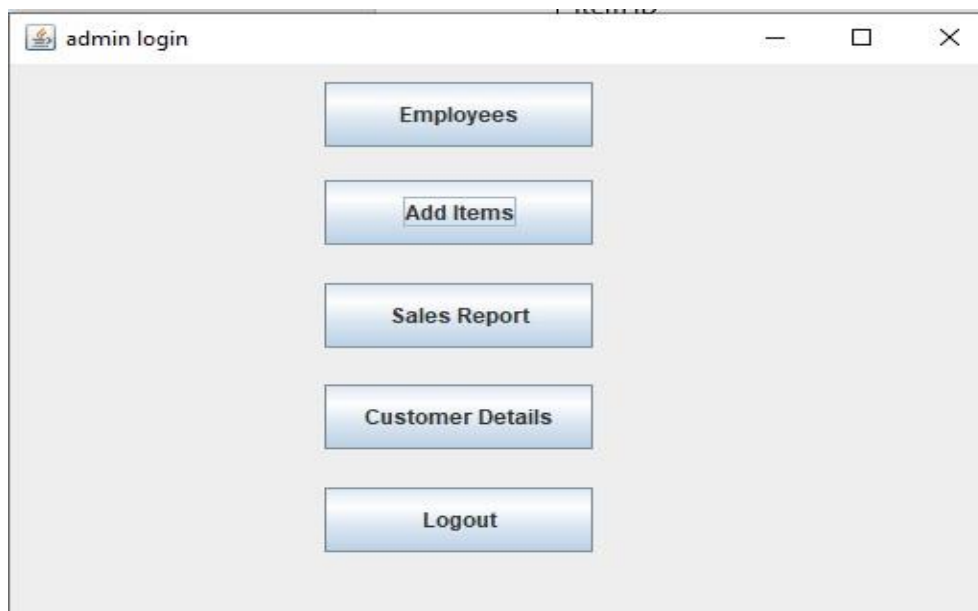 admin login
Employees
Add Items
Sales Report
Customer Details
Logout